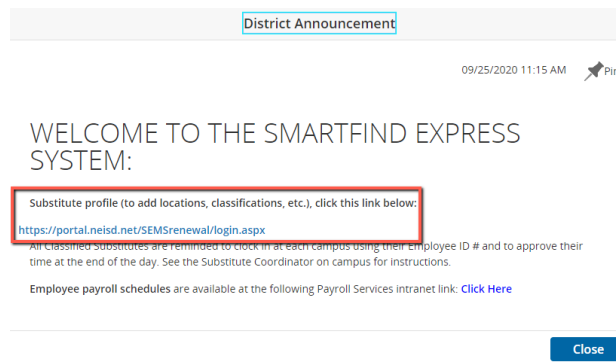 District Announcement
09/25/2020 11:15 AM
WELCOME TO THE SMARTFIND EXPRESS
SYSTEM:
Substitute profile (to add locations, classifications, etc.), click this link below:
https://portal.neisd.net/SEMSrenewal/login.aspx
All Classified Substitutes are reminded to clock in at each campus using their Employee ID # and to approve their
time at the end of the day. See the Substitute Coordinator on campus for instructions.
Employee payroll schedules are available at the following Payroll Services intranet link: Click Here
Close